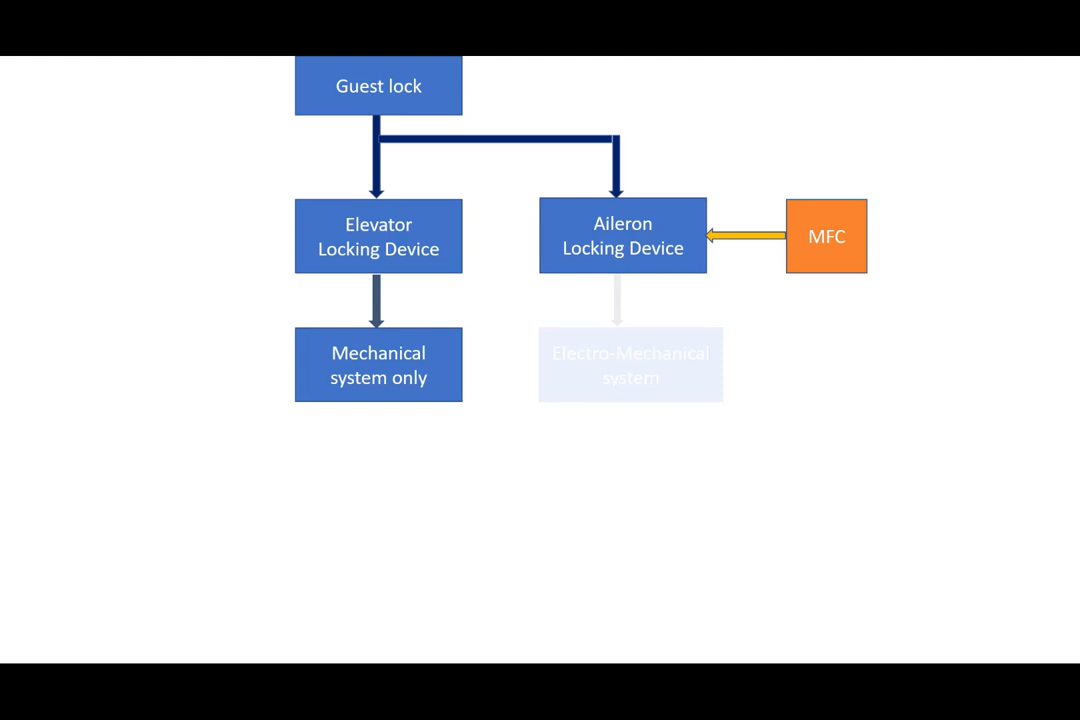 Guest lock
Elevator
Locking Device
Aileron
Locking Device
MFC
Mechanical
system only
Electro-Mechanical
system